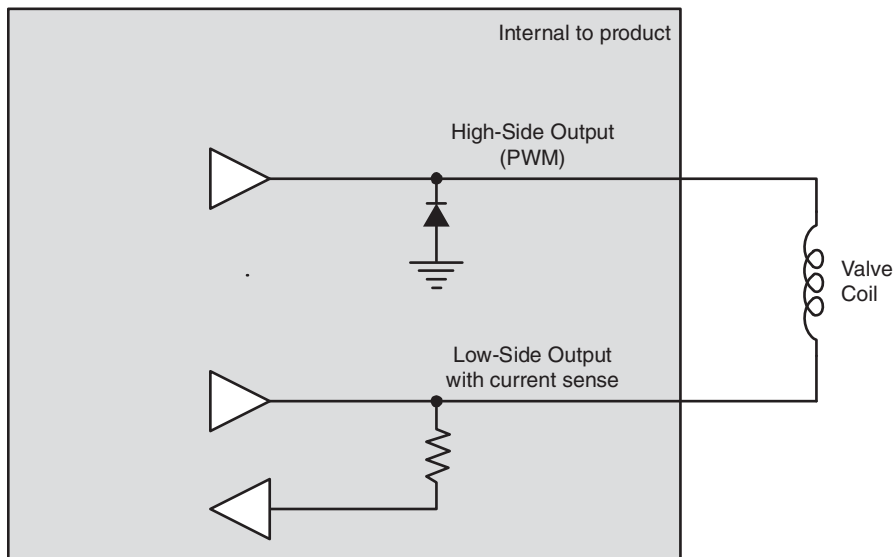 Internal to product
High-Side Output
(PWM)
Valve
Coil
Low-Side Output
with current sense